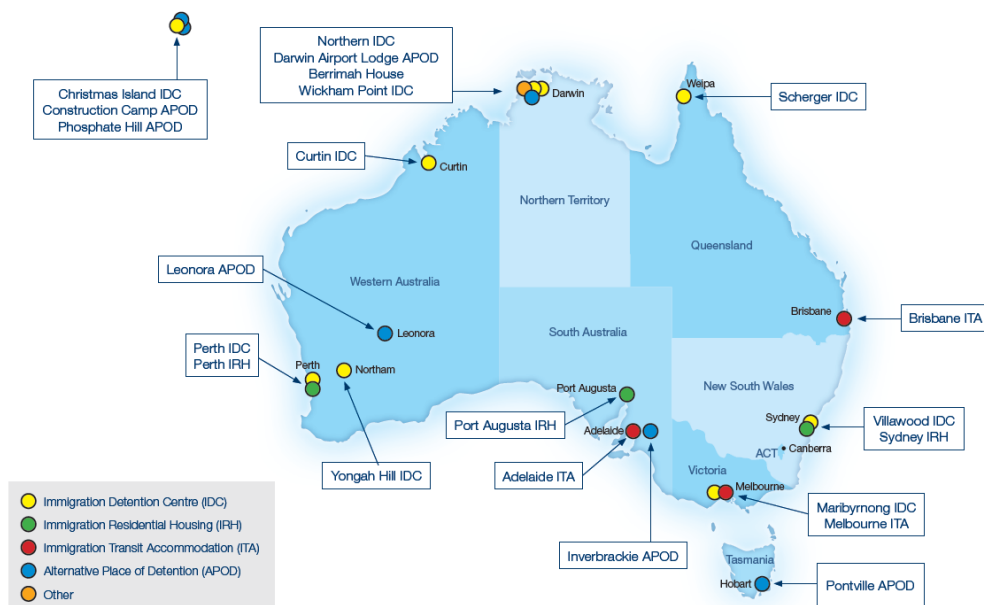 Northern IDC
Darwin Airport Lodge APOD
Berrimah House
Wickham Point IDC
Christmas Island IDC
Construction Camp APOD
Phosphate Hill APOD
Darwin
Weipa
Scherger IDC
Curtin IDC
Curtin
Northern Territory
Queensland
Leonora APOD
Western Australia
Leonora
South Australia
Brisbane
Brisbane ITA
Perth IDC
Perth IRH
Perth
Northam
Port Augusta
New South Wales
Port Augusta IRH
Adelaide
Sydney
Villawood IDC
Sydney IRH
ACT
Canberra
Yongah Hill IDC
Adelaide ITA
Victoria
Melbourne
Maribyrnong IDC
Melbourne ITA
Inverbrackie APOD
Tasmania
Hobart
Pontville APOD
Immigration Detention Centre (IDC)
Immigration Residential Housing (IRH)
Immigration Transit Accommodation (ITA)
Alternative Place of Detention (APOD)
Other